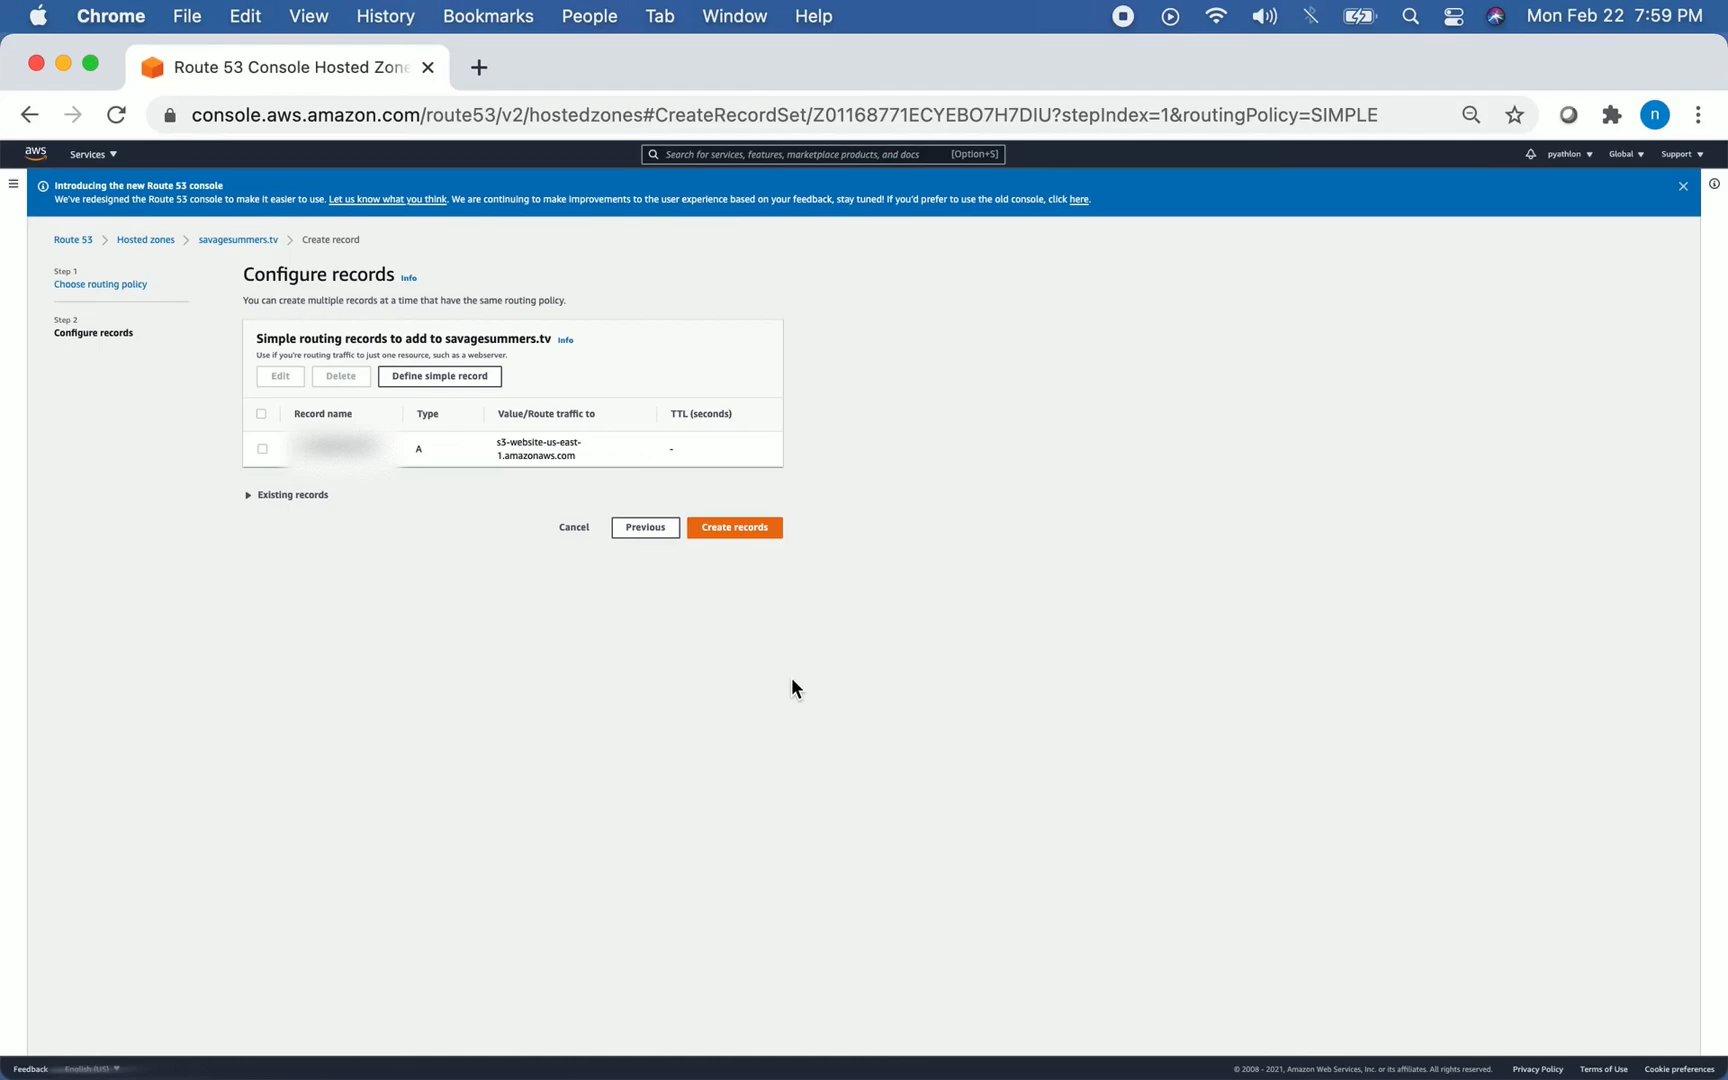 Chrome File Edit View History Bookmarks People Tab Window Help Mon Feb 22 7:59 PM
Route 53 Console Hosted Zon
console.aws.amazon.com/route53/v2/hostedzones#CreateRecordSet/Z01168771ECYEBO7H7DIU?stepIndex=1&routingPolicy=SIMPLE n
aws Services Search for services, features, marketplace products, and docs [Option+S] pyathlon Global Support
Introducing the new Route 53 console
We've redesigned the Route 53 console to make it easier to use. Let us know what you think. We are continuing to make improvements to the user experience based on your feedback, stay tuned! If you'd prefer to use the old console, click here.
Route 53 Hosted zones savagesummers.tv Create record
Step 1
Choose routing policy
Step 2
Configure records
Configure records Info
You can create multiple records at a time that have the same routing policy.
Simple routing records to add to savagesummers.tv Info
Use if you're routing traffic to just one resource, such as a webserver.
Edit Delete Define simple record
Record name Type Value/Route traffic to TTL (seconds)
A s3-website-us-east- -
1.amazonaws.com
Existing records
Cancel Previous Create records
Feedback English (US) © 2008 - 2021, Amazon Web Services, Inc. or its affiliates. All rights reserved. Privacy Policy Terms of Use Cookie preferences